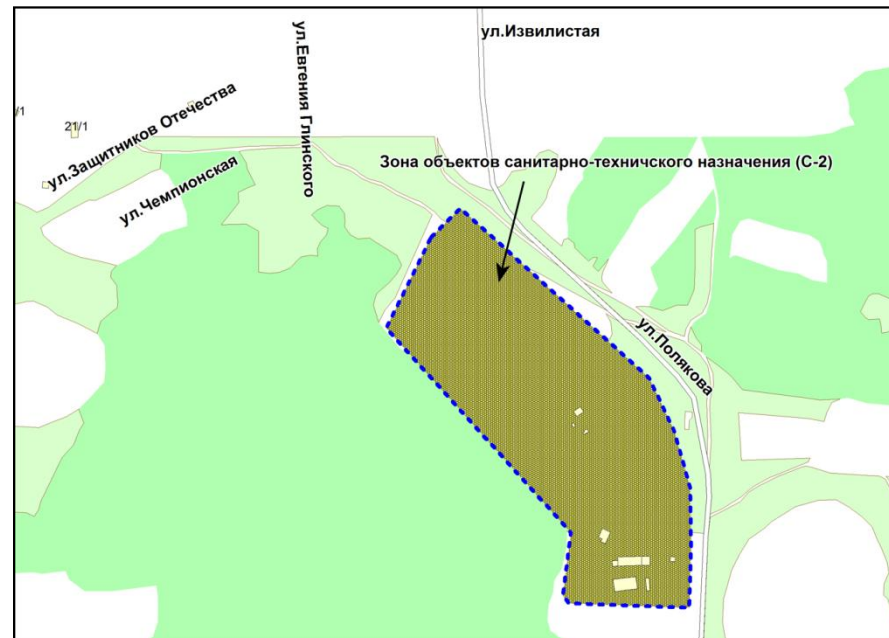 ул.Извилистая
ул.Евгения Глинского
ул.Защитников Отечества
/1
21/1
ул.Чемпионская
Зона объектов санитарно-техничского назначения (С-2)
ул.Полякова